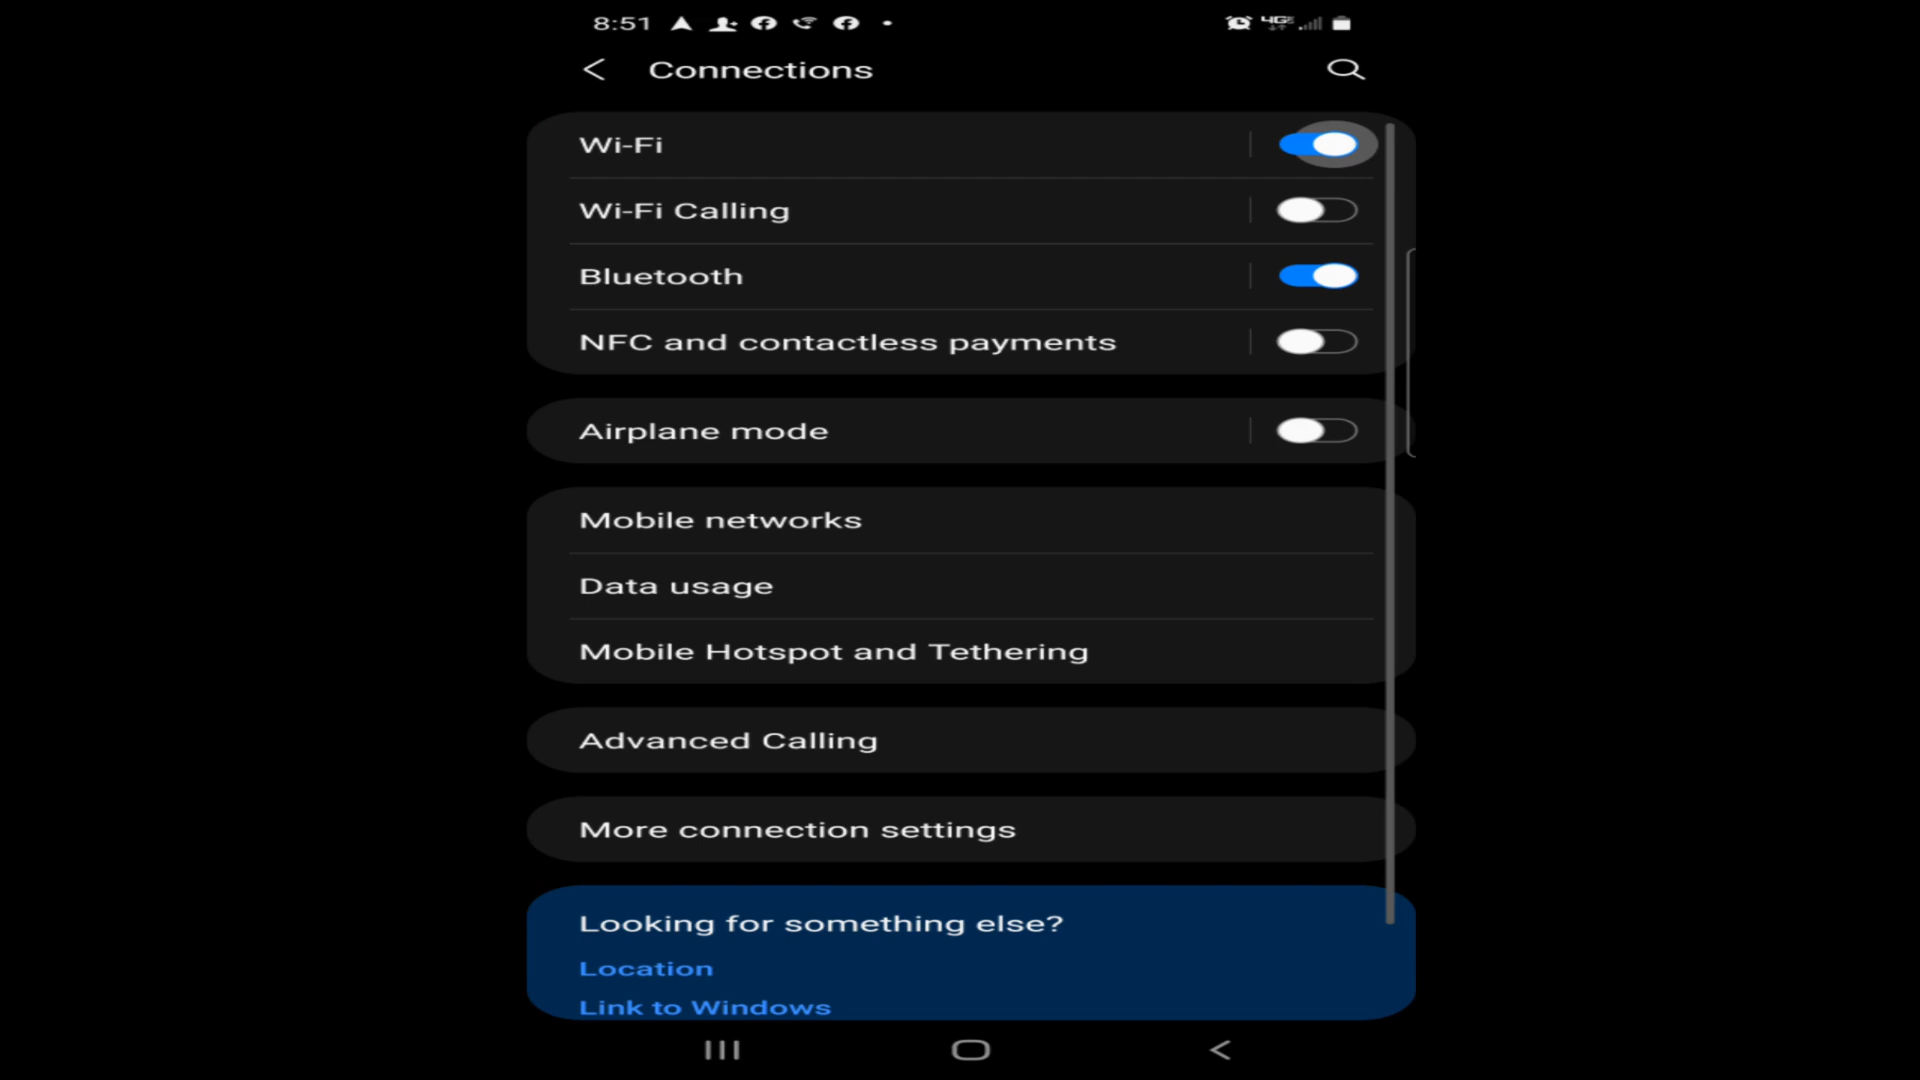 8:51 4GE
Connections
Wi-Fi
Wi-Fi Calling
Bluetooth
NFC and contactless payments
Airplane mode
Mobile networks
Data usage
Mobile Hotspot and Tethering
Advanced Calling
More connection settings
Looking for something else?
Location
Link to Windows